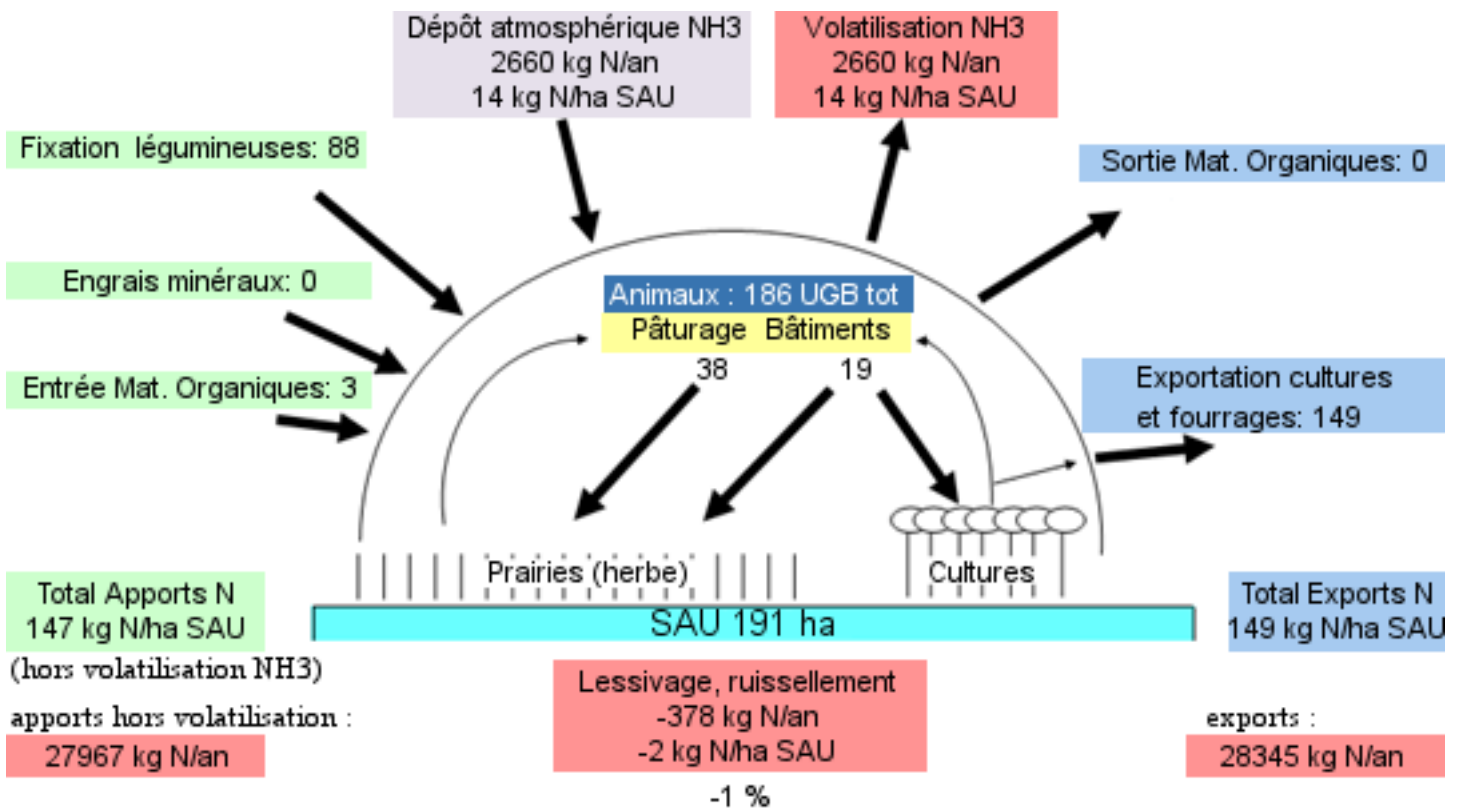 Dépôt atmosphérique NH3
2660 kg N/an
14 kg N/ha SAU
Volatilisation NH3
2660 kg N/an
14 kg N/ha SAU
Fixation légumineuses: 88
Sortie Mat. Organiques: 0
Engrais minéraux: 0
Animaux : 186 UGB tot
Pâturage Bâtiments
38 19
Entrée Mat. Organiques: 3
Exportation cultures
et fourrages: 149
Prairies (herbe)
Cultures
Total Apports N
147 kg N/ha SAU
(hors volatilisation NH3)
SAU 191 ha
Total Exports N
149 kg N/ha SAU
Lessivage, ruissellement
-378 kg N/an
-2 kg N/ha SAU
-1 %
apports hors volatilisation :
27967 kg N/an
exports :
28345 kg N/an